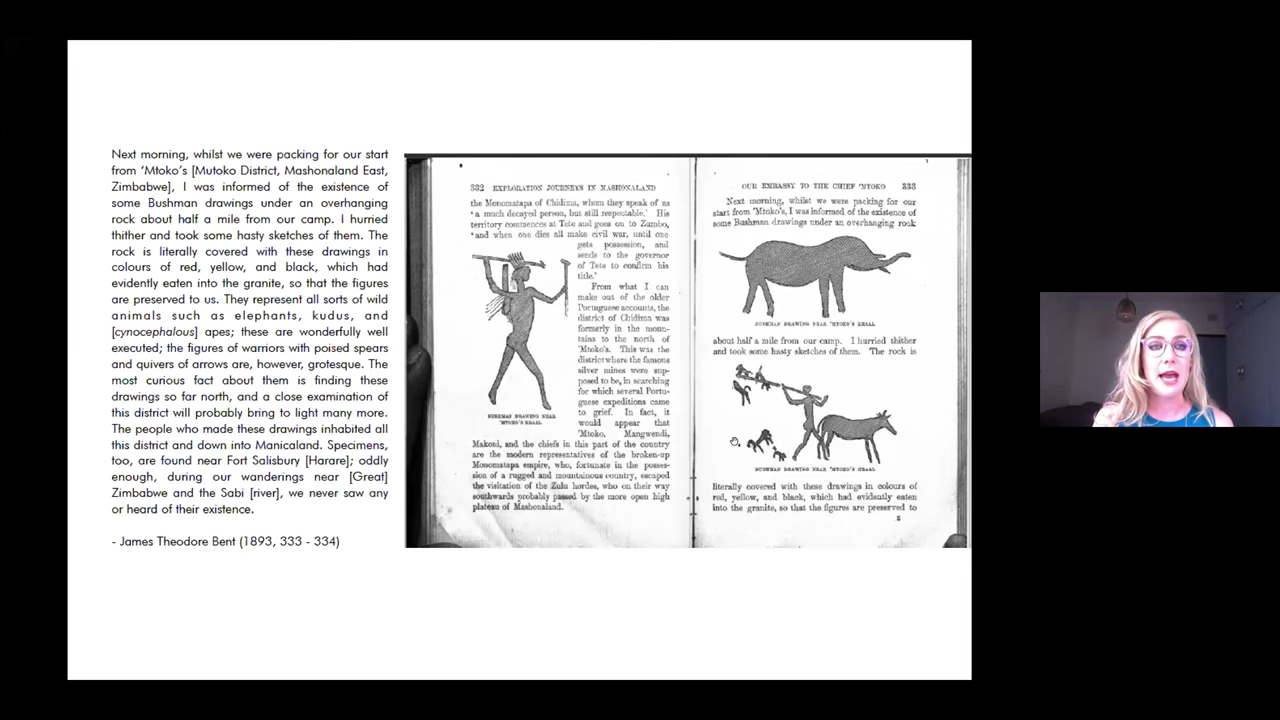 Next morning, whilst we were packing for our start
from ‘Mtoko’s [Mutoko District, Mashonaland East,
Zimbabwe], I was informed of the existence of
some Bushman drawings under an overhanging
rock about half a mile from our camp. I hurried
thither and took some hasty sketches of them. The
rock is literally covered with these drawings in
colours of red, yellow, and black, which had
evidently eaten into the granite, so that the figures
are preserved to us. They represent all sorts of wild
animals such as elephants, kudus, and
[cynocephalous] apes; these are wonderfully well
executed; the figures of warriors with poised spears
and quivers of arrows are, however, grotesque. The
most curious fact about them is finding these
drawings so far north, and a close examination of
this district will probably bring to light many more.
The people who made these drawings inhabited all
this district and down into Manicaland. Specimens,
too, are found near Fort Salisbury [Harare]; oddly
enough, during our wanderings near [Great]
Zimbabwe and the Sabi [river], we never saw any
or heard of their existence.
- James Theodore Bent (1893, 333 - 334)
332 EXPLORATION JOURNEYS IN MASHONALAND
the Monomatapa of Chidima, whom they speak of as
‘a much decayed person, but still respectable.’ His
territory commences at Tete and goes on to Zumbo,
‘and when one dies all make civil war, until one
gets possession, and
sends to the governor
of Tete to confirm his
title.’
From what I can
make out of the older
Portuguese accounts, the
district of Chidima was
formerly in the moun-
tains to the north of
'Mtoko's. This was the
district where the famous
silver mines were sup-
posed to be, in searching
for which several Portu-
guese expeditions came
to grief. In fact, it
would appear that
'Mtoko, Mangwendi,
BUSHMAN DRAWING NEAR
'MTOKO'S KRAAL
Makoni, and the chiefs in this part of the country
are the modern representatives of the broken-up
Monomatapa empire, who, fortunate in the posses-
sion of a rugged and mountainous country, escaped
the visitation of the Zulu hordes, who on their way
southwards probably passed by the more open high
plateau of Mashonaland.
OUR EMBASSY TO THE CHIEF 'MTOKO 333
Next morning, whilst we were packing for our
start from 'Mtoko's, I was informed of the existence of
some Bushman drawings under an overhanging rock
BUSHMAN DRAWING NEAR 'MTOKO'S KRAAL
about half a mile from our camp. I hurried thither
and took some hasty sketches of them. The rock is
BUSHMAN DRAWING NEAR 'MTOKO'S KRAAL
literally covered with these drawings in colours of
red, yellow, and black, which had evidently eaten
into the granite, so that the figures are preserved to